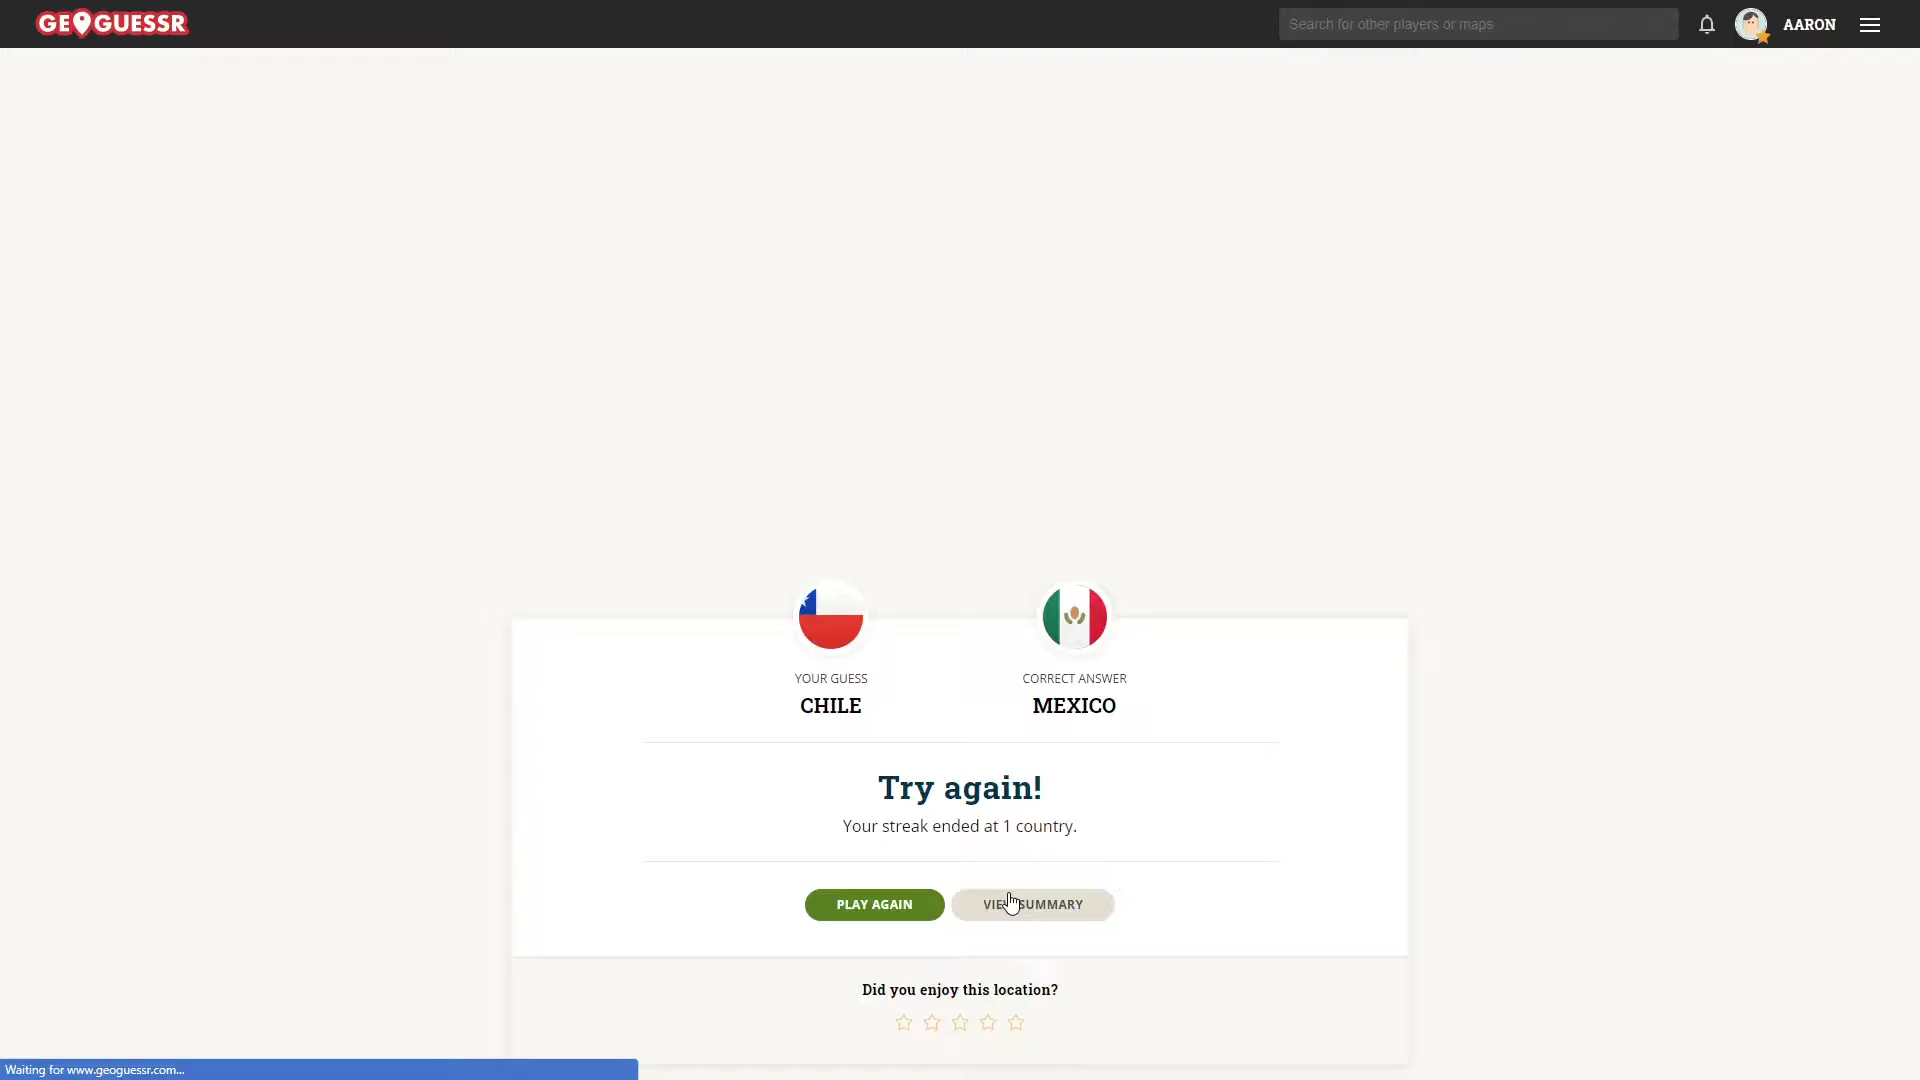 GEOGUESSR
Search for other players or maps
AARON
YOUR GUESS
CHILE
CORRECT ANSWER
MEXICO
Try again!
Your streak ended at 1 country.
PLAY AGAIN
VIEW SUMMARY
Did you enjoy this location?
Waiting for www.geoguessr.com...